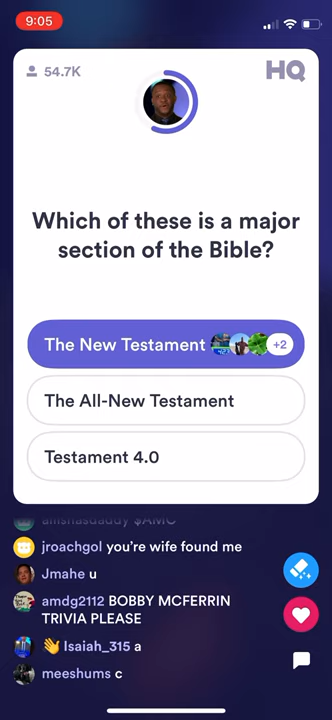 9:05
54.7K
HQ
Which of these is a major
section of the Bible?
The New Testament +2
The All-New Testament
Testament 4.0
$AMC
jroachgol you're wife found me
Jmahe u
amdg2112 BOBBY MCFERRIN
TRIVIA PLEASE
👋 Isaiah_315 a
meeshums c